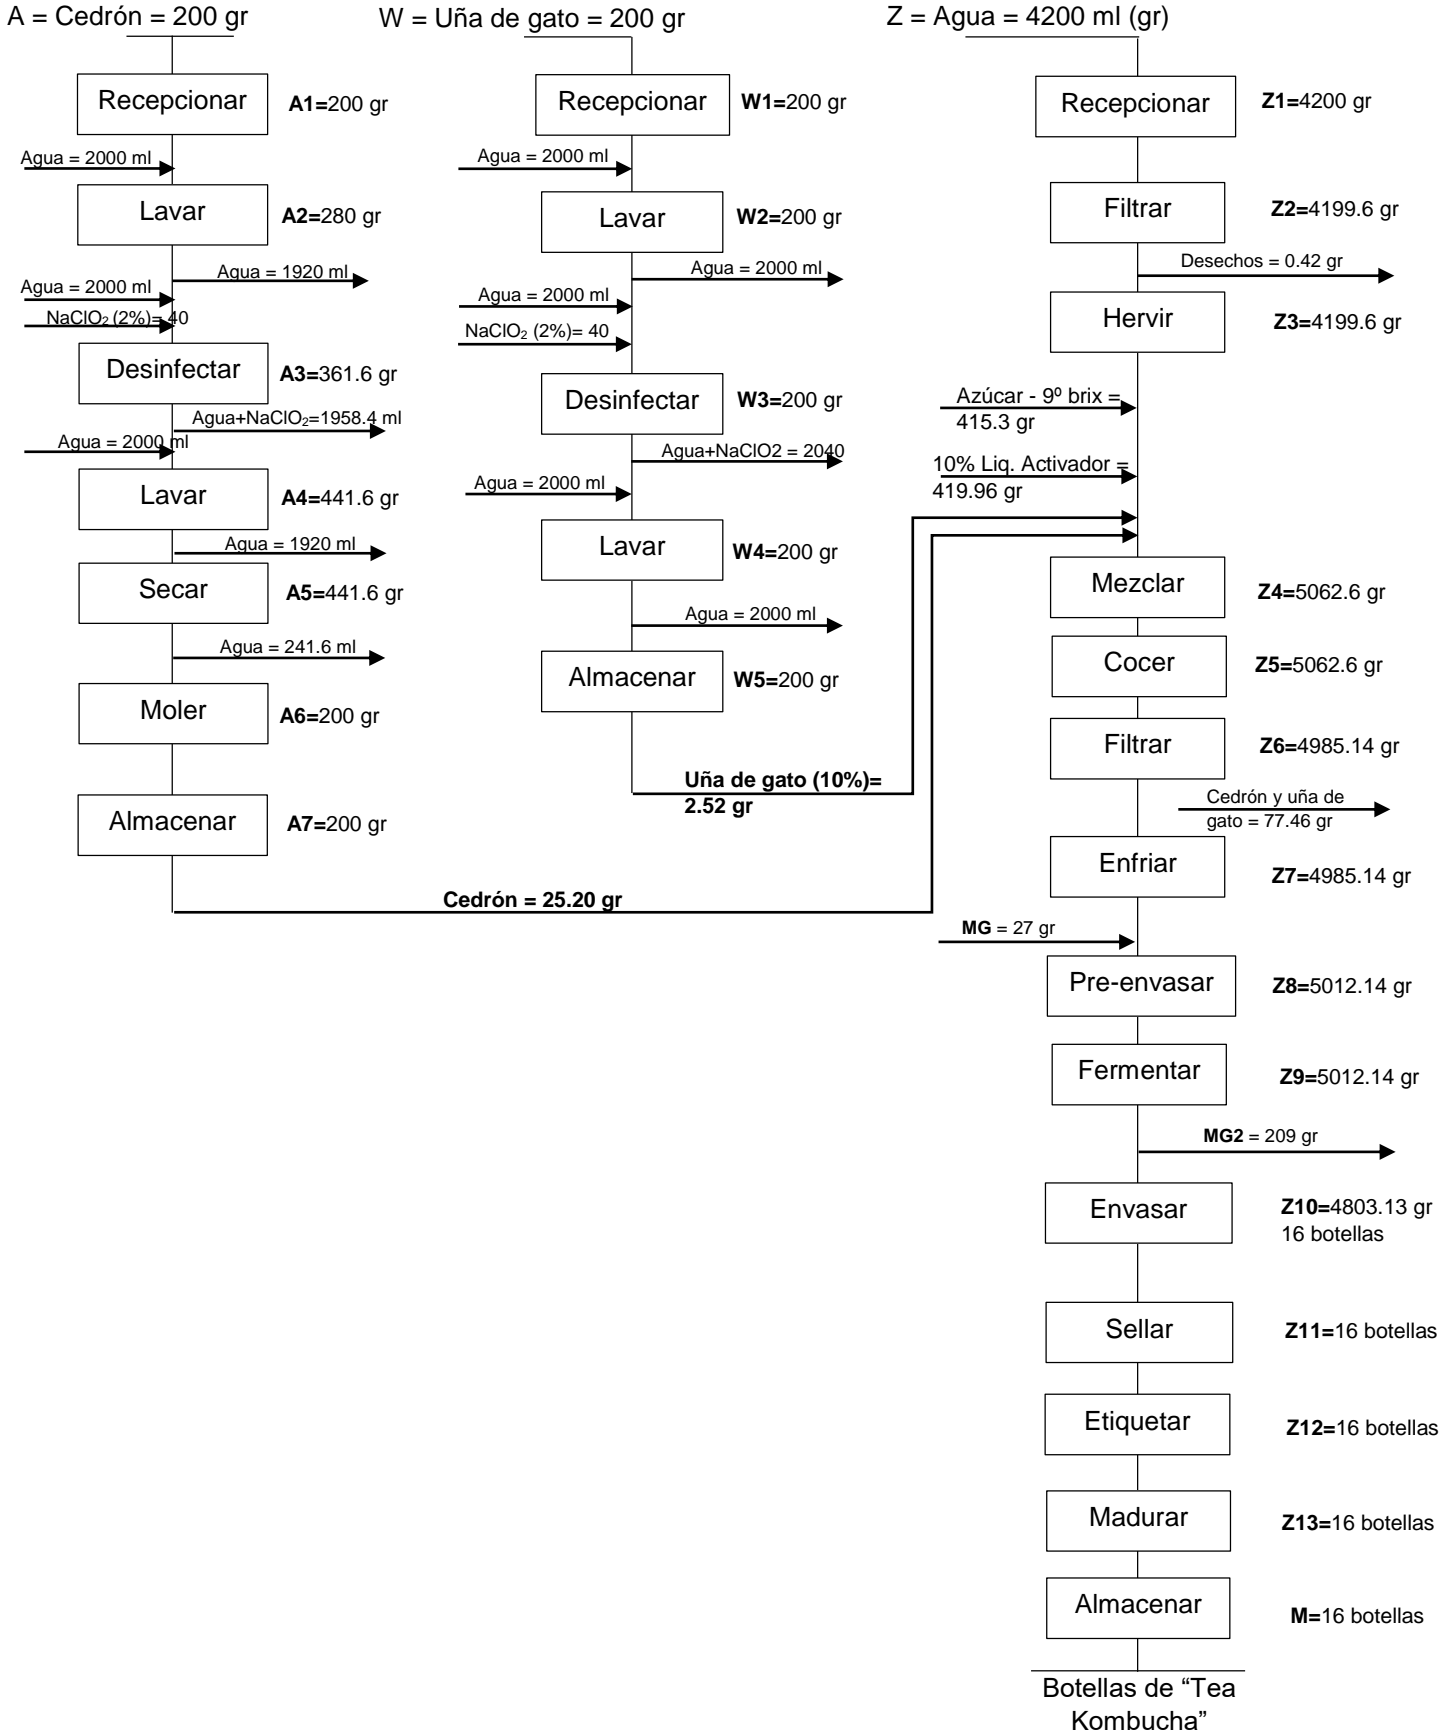 A = Cedrón = 200 gr
Recepcionar
A1=200 gr
Agua = 2000 ml
Lavar
A2=280 gr
Agua = 1920 ml
Agua = 2000 ml
NaClO₂ (2%)= 40
Desinfectar
A3=361.6 gr
Agua+NaClO₂=1958.4 ml
Agua = 2000 ml
Lavar
A4=441.6 gr
Agua = 1920 ml
Secar
A5=441.6 gr
Agua = 241.6 ml
Moler
A6=200 gr
Almacenar
A7=200 gr
Cedrón = 25.20 gr
W = Uña de gato = 200 gr
Recepcionar
W1=200 gr
Agua = 2000 ml
Lavar
W2=200 gr
Agua = 2000 ml
Agua = 2000 ml
NaClO₂ (2%)= 40
Desinfectar
W3=200 gr
Agua+NaClO2 = 2040
Agua = 2000 ml
Lavar
W4=200 gr
Agua = 2000 ml
Almacenar
W5=200 gr
Uña de gato (10%)=
2.52 gr
Z = Agua = 4200 ml (gr)
Recepcionar
Z1=4200 gr
Filtrar
Z2=4199.6 gr
Desechos = 0.42 gr
Hervir
Z3=4199.6 gr
Azúcar - 9º brix =
415.3 gr
10% Liq. Activador =
419.96 gr
Mezclar
Z4=5062.6 gr
Cocer
Z5=5062.6 gr
Filtrar
Z6=4985.14 gr
Cedrón y uña de
gato = 77.46 gr
Enfriar
Z7=4985.14 gr
MG = 27 gr
Pre-envasar
Z8=5012.14 gr
Fermentar
Z9=5012.14 gr
MG2 = 209 gr
Envasar
Z10=4803.13 gr
16 botellas
Sellar
Z11=16 botellas
Etiquetar
Z12=16 botellas
Madurar
Z13=16 botellas
Almacenar
M=16 botellas
Botellas de “Tea
Kombucha”